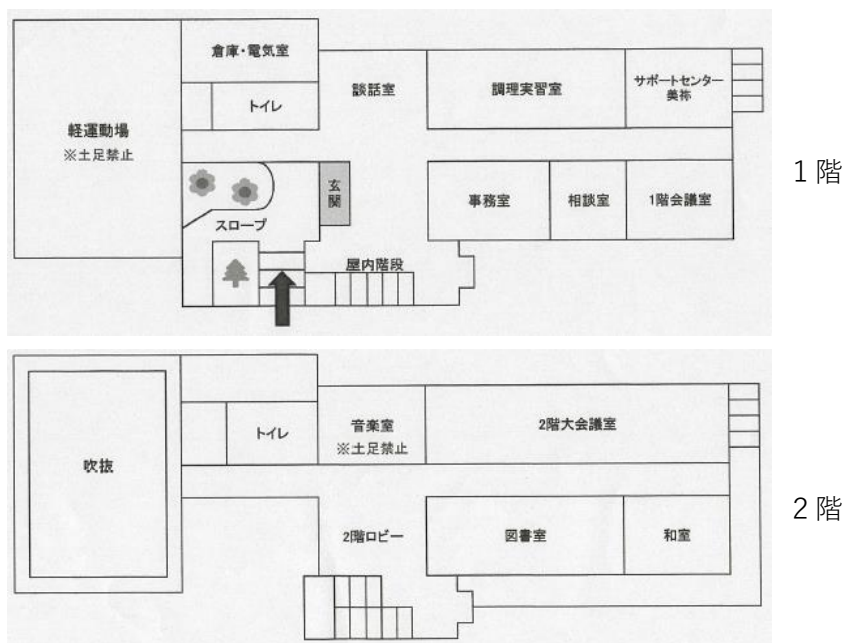 倉庫・電気室
談話室
調理実習室
サポートセンター
美祢
トイレ
軽運動場
※土足禁止
1階
玄関
事務室
相談室
1階会議室
スロープ
屋内階段
トイレ
音楽室
※土足禁止
2階大会議室
吹抜
2階
2階ロビー
図書室
和室